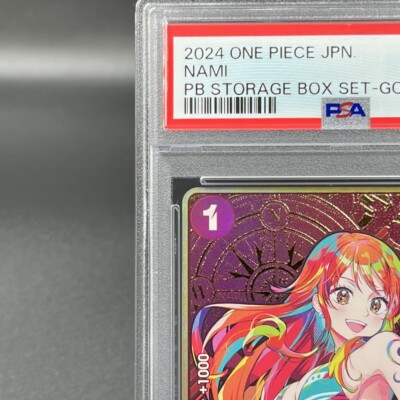 2024 ONE PIECE JPN.
NAMI
PB STORAGE BOX SET-GO
PSA
1
+1000